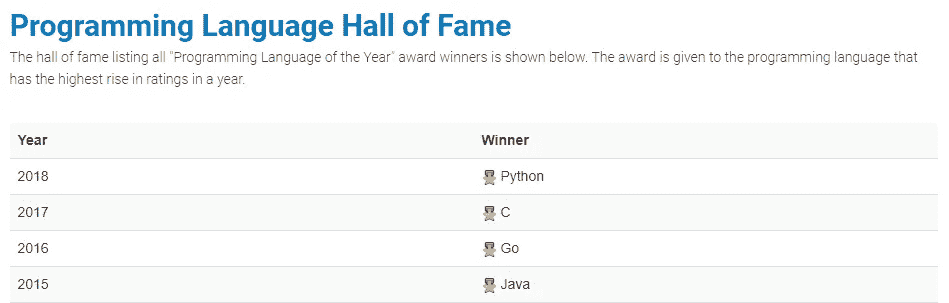 Programming Language Hall of Fame
The hall of fame listing all "Programming Language of the Year" award winners is shown below. The award is given to the programming language that
has the highest rise in ratings in a year.
Year Winner
2018 Python
2017 C
2016 Go
2015 Java